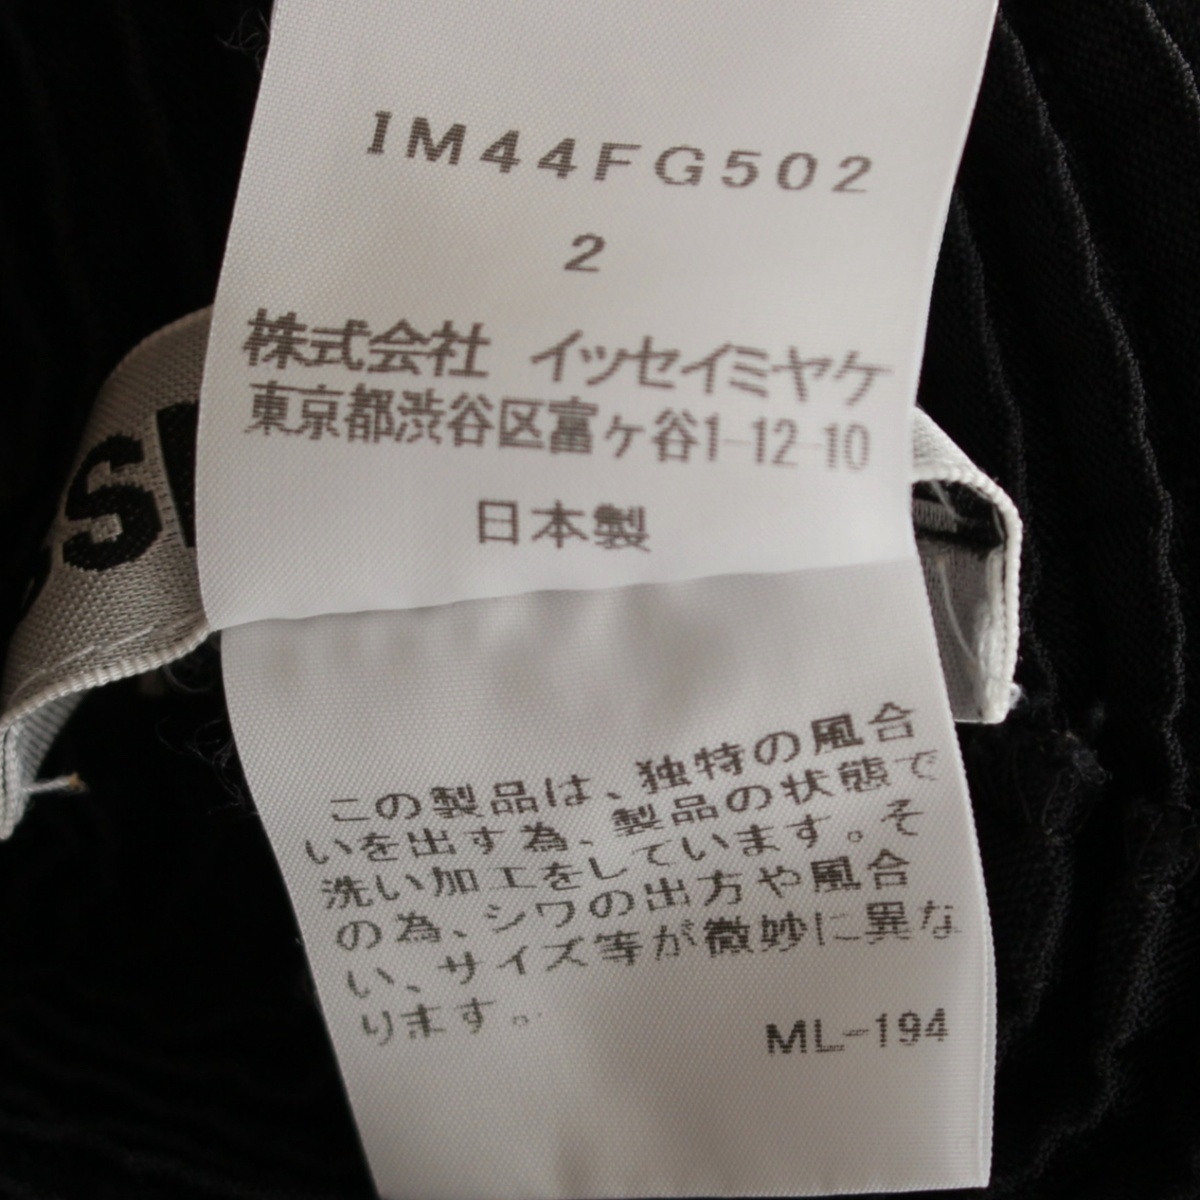 IM44FG502
2
株式会社 イッセイミヤケ
東京都渋谷区富ヶ谷1-12-10
日本製
この製品は、独特の風合
いを出す為、製品の状態で
洗い加工をしています。そ
の為、シワの出方や風合
い、サイズ等が微妙に異な
ります。
ML-194